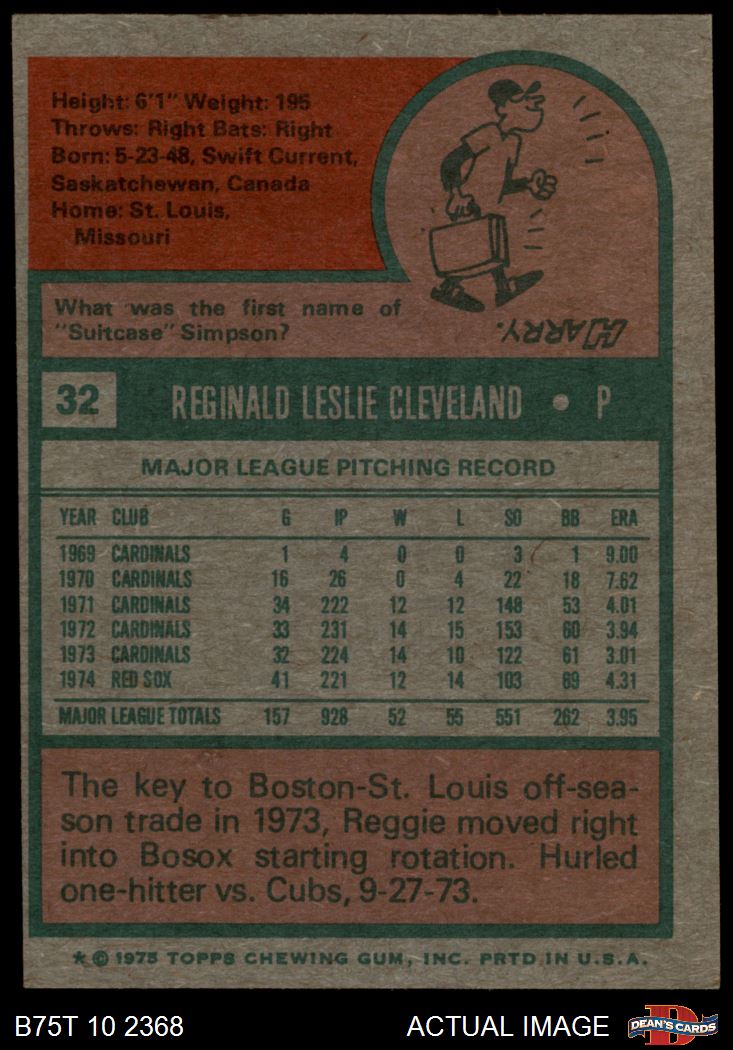 Height: 6'1" Weight: 195
Throws: Right Bats: Right
Born: 5-23-48, Swift Current,
Saskatchewan, Canada
Home: St. Louis,
Missouri
What was the first name of
"Suitcase" Simpson?
HARRY.
32 REGINALD LESLIE CLEVELAND • P
MAJOR LEAGUE PITCHING RECORD
YEAR CLUB G IP W L SO BB ERA
1969 CARDINALS 1 4 0 0 3 1 9.00
1970 CARDINALS 16 26 0 4 22 18 7.62
1971 CARDINALS 34 222 12 12 148 53 4.01
1972 CARDINALS 33 231 14 15 153 60 3.94
1973 CARDINALS 32 224 14 10 122 61 3.01
1974 RED SOX 41 221 12 14 103 69 4.31
MAJOR LEAGUE TOTALS 157 928 52 55 551 262 3.95
The key to Boston-St. Louis off-sea-
son trade in 1973, Reggie moved right
into Bosox starting rotation. Hurled
one-hitter vs. Cubs, 9-27-73.
★ © 1975 TOPPS CHEWING GUM, INC. PRTD IN U.S.A.
B75T 10 2368 ACTUAL IMAGE D DEAN'S CARDS